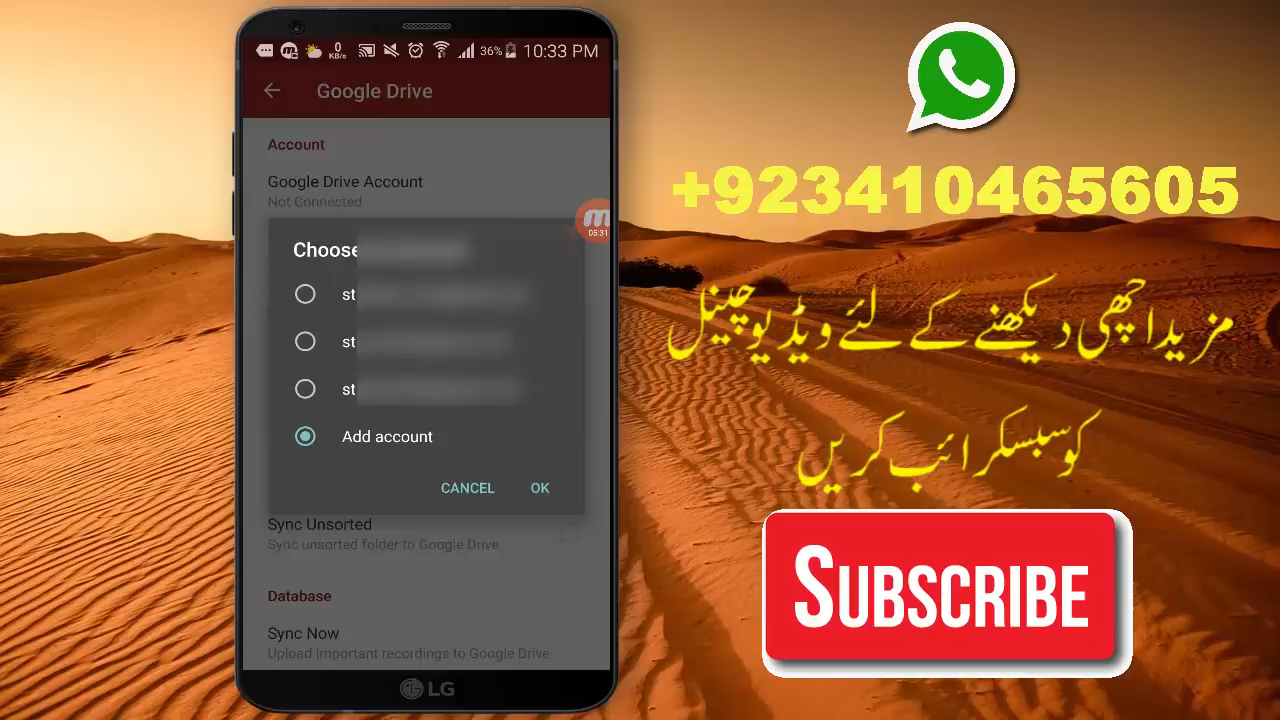 0
KB/s
36%
10:33 PM
Google Drive
Account
Google Drive Account
Not Connected
05:31
Choose
st
st
st
Add account
CANCEL OK
Sync Unsorted
Sync unsorted folder to Google Drive
Database
Sync Now
Upload important recordings to Google Drive
LG
+923410465605
مزید اچھی دیکھنے کے لئے ویڈیو چینل
کو سبسکرائب کریں
SUBSCRIBE